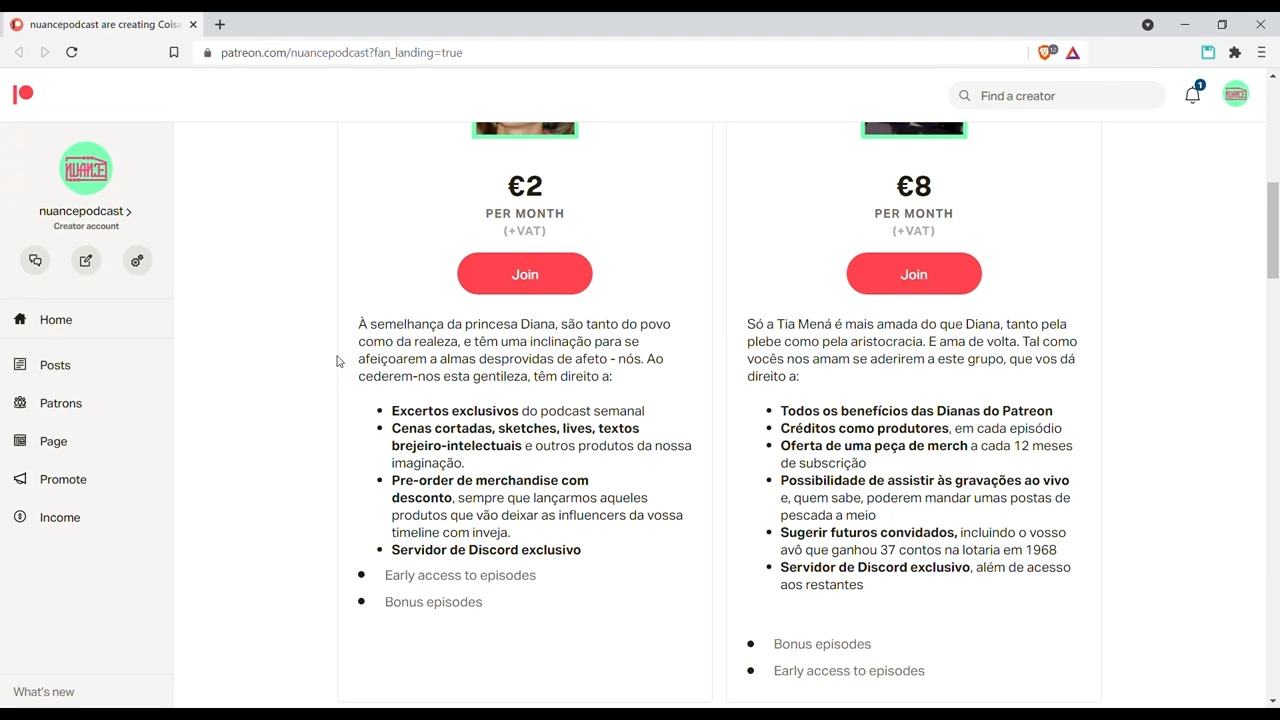 nuancepodcast are creating Coisa
patreon.com/nuancepodcast?fan_landing=true
12
Find a creator
1
NUANCE
NUANCE
nuancepodcast
Creator account
Home
Posts
Patrons
Page
Promote
Income
What's new
€2
PER MONTH
(+VAT)
Join
À semelhança da princesa Diana, são tanto do povo
como da realeza, e têm uma inclinação para se
afeiçoarem a almas desprovidas de afeto - nós. Ao
cederem-nos esta gentileza, têm direito a:
Excertos exclusivos do podcast semanal
Cenas cortadas, sketches, lives, textos
brejeiro-intelectuais e outros produtos da nossa
imaginação.
Pre-order de merchandise com
desconto, sempre que lançarmos aqueles
produtos que vão deixar as influencers da vossa
timeline com inveja.
Servidor de Discord exclusivo
Early access to episodes
Bonus episodes
€8
PER MONTH
(+VAT)
Join
Só a Tia Mená é mais amada do que Diana, tanto pela
plebe como pela aristocracia. E ama de volta. Tal como
vocês nos amam se aderirem a este grupo, que vos dá
direito a:
Todos os benefícios das Dianas do Patreon
Créditos como produtores, em cada episódio
Oferta de uma peça de merch a cada 12 meses
de subscrição
Possibilidade de assistir às gravações ao vivo
e, quem sabe, poderem mandar umas postas de
pescada a meio
Sugerir futuros convidados, incluindo o vosso
avô que ganhou 37 contos na lotaria em 1968
Servidor de Discord exclusivo, além de acesso
aos restantes
Bonus episodes
Early access to episodes